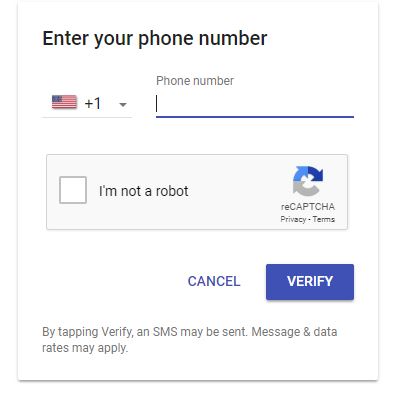 Enter your phone number
Phone number
+1
I'm not a robot
reCAPTCHA
Privacy - Terms
CANCEL
VERIFY
By tapping Verify, an SMS may be sent. Message & data
rates may apply.